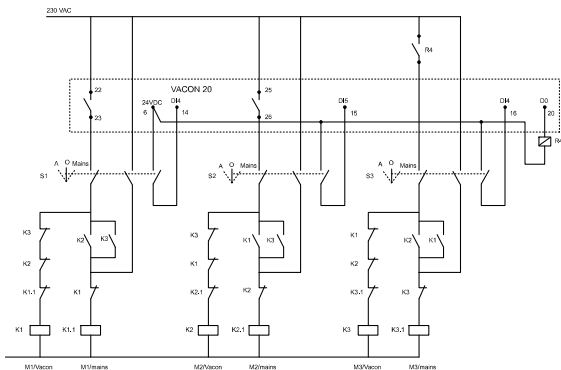 230 VAC
R4
22
VACON 20
25
24VDC
DI4
DI5
DI4
D0
6
14
15
16
20
23
26
R4
A O Mains
A O Mains
A O Mains
S1
S2
S3
K3
K2
K3
K3
K1
K3
K1
K2
K1
K2
K1
K2
K1.1
K1
K2.1
K2
K3.1
K3
K1
K1.1
K2
K2.1
K3
K3.1
M1/Vacon
M1/mains
M2/Vacon
M2/mains
M3/Vacon
M3/mains